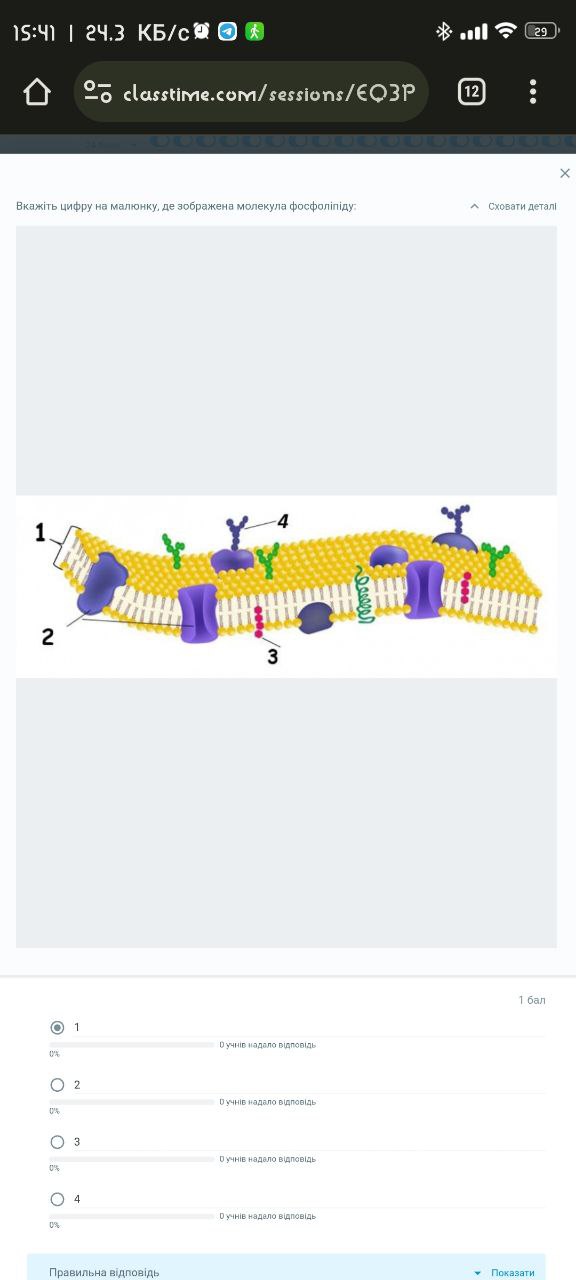 15:41 | 24.3 КБ/с
29
classtime.com/sessions/EQ3P
12
Вкажіть цифру на малюнку, де зображена молекула фосфоліпіду:
Сховати деталі
1
4
2
3
1 бал
1
0 учнів надало відповідь
0%
2
0 учнів надало відповідь
0%
3
0 учнів надало відповідь
0%
4
0 учнів надало відповідь
0%
Правильна відповідь
Показати